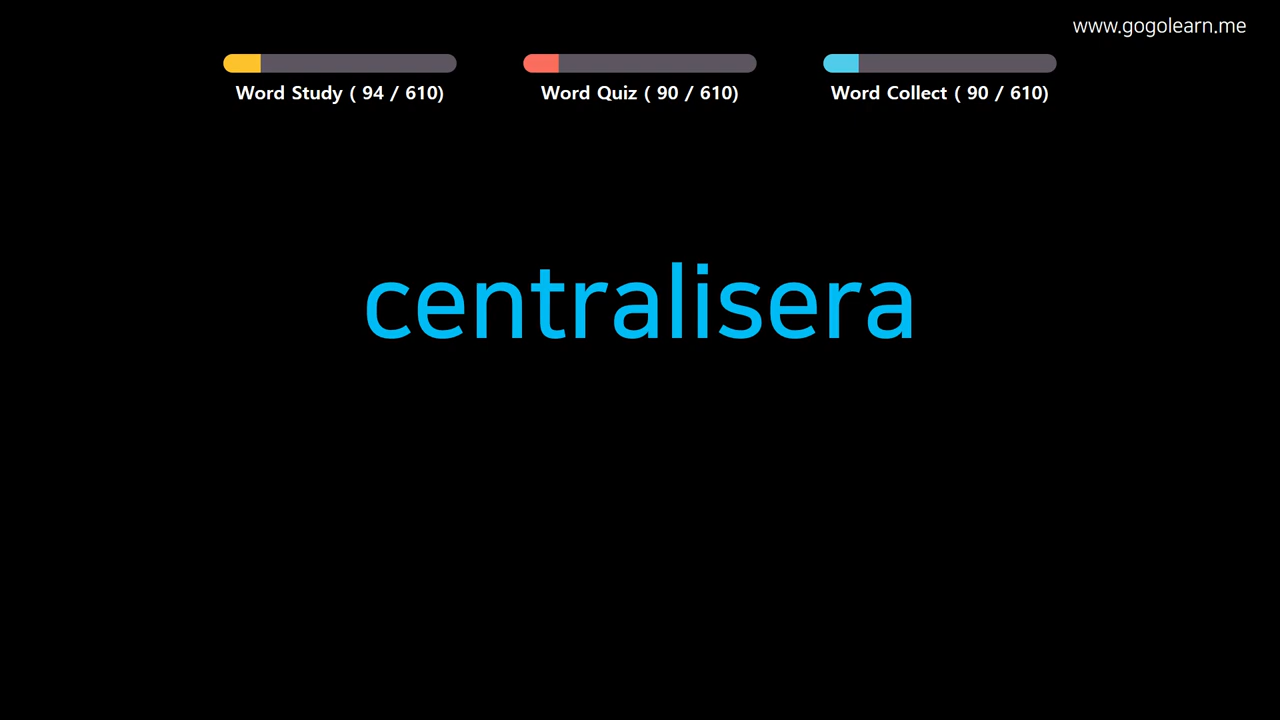 www.gogolearn.me
Word Study ( 94 / 610)
Word Quiz ( 90 / 610)
Word Collect ( 90 / 610)
centralisera